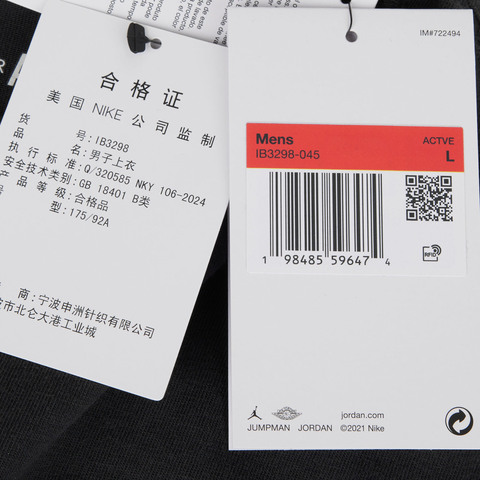 合格证
美国 NIKE 公司监制
货号:IB3298
品名:男子上衣
执行标准:Q/320585 NKY 106-2024
安全技术类别:GB 18401 B类
产品等级:合格品
型:175/92A
商:宁波申洲针织有限公司
波市北仑大港工业城
IM#722494
Mens
ACTVE
IB3298-045
L
1 98485 59647 4
RFID
JUMPMAN
JORDAN
jordan.com
©2021 Nike